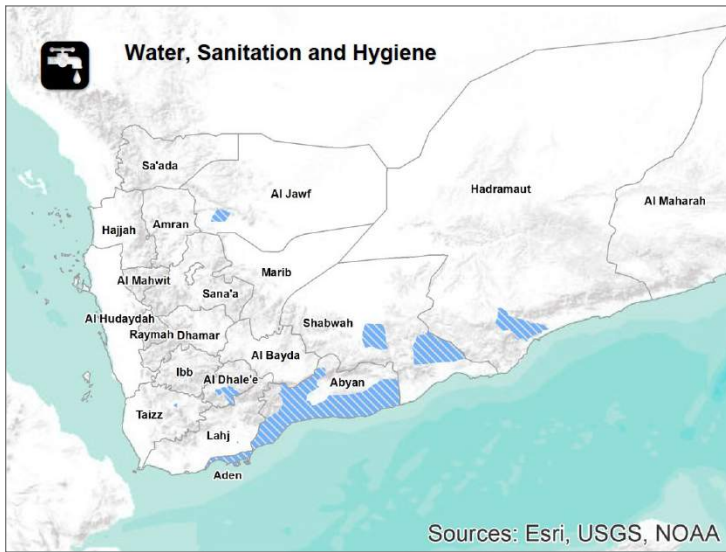 Water, Sanitation and Hygiene
Sa'ada
Al Jawf
Hadramaut
Al Maharah
Hajjah
Amran
Marib
Al Mahwit
Sana'a
Al Hudaydah
Shabwah
Raymah
Dhamar
Al Bayda
Ibb
Al Dhale'e
Abyan
Taizz
Lahj
Aden
Sources: Esri, USGS, NOAA